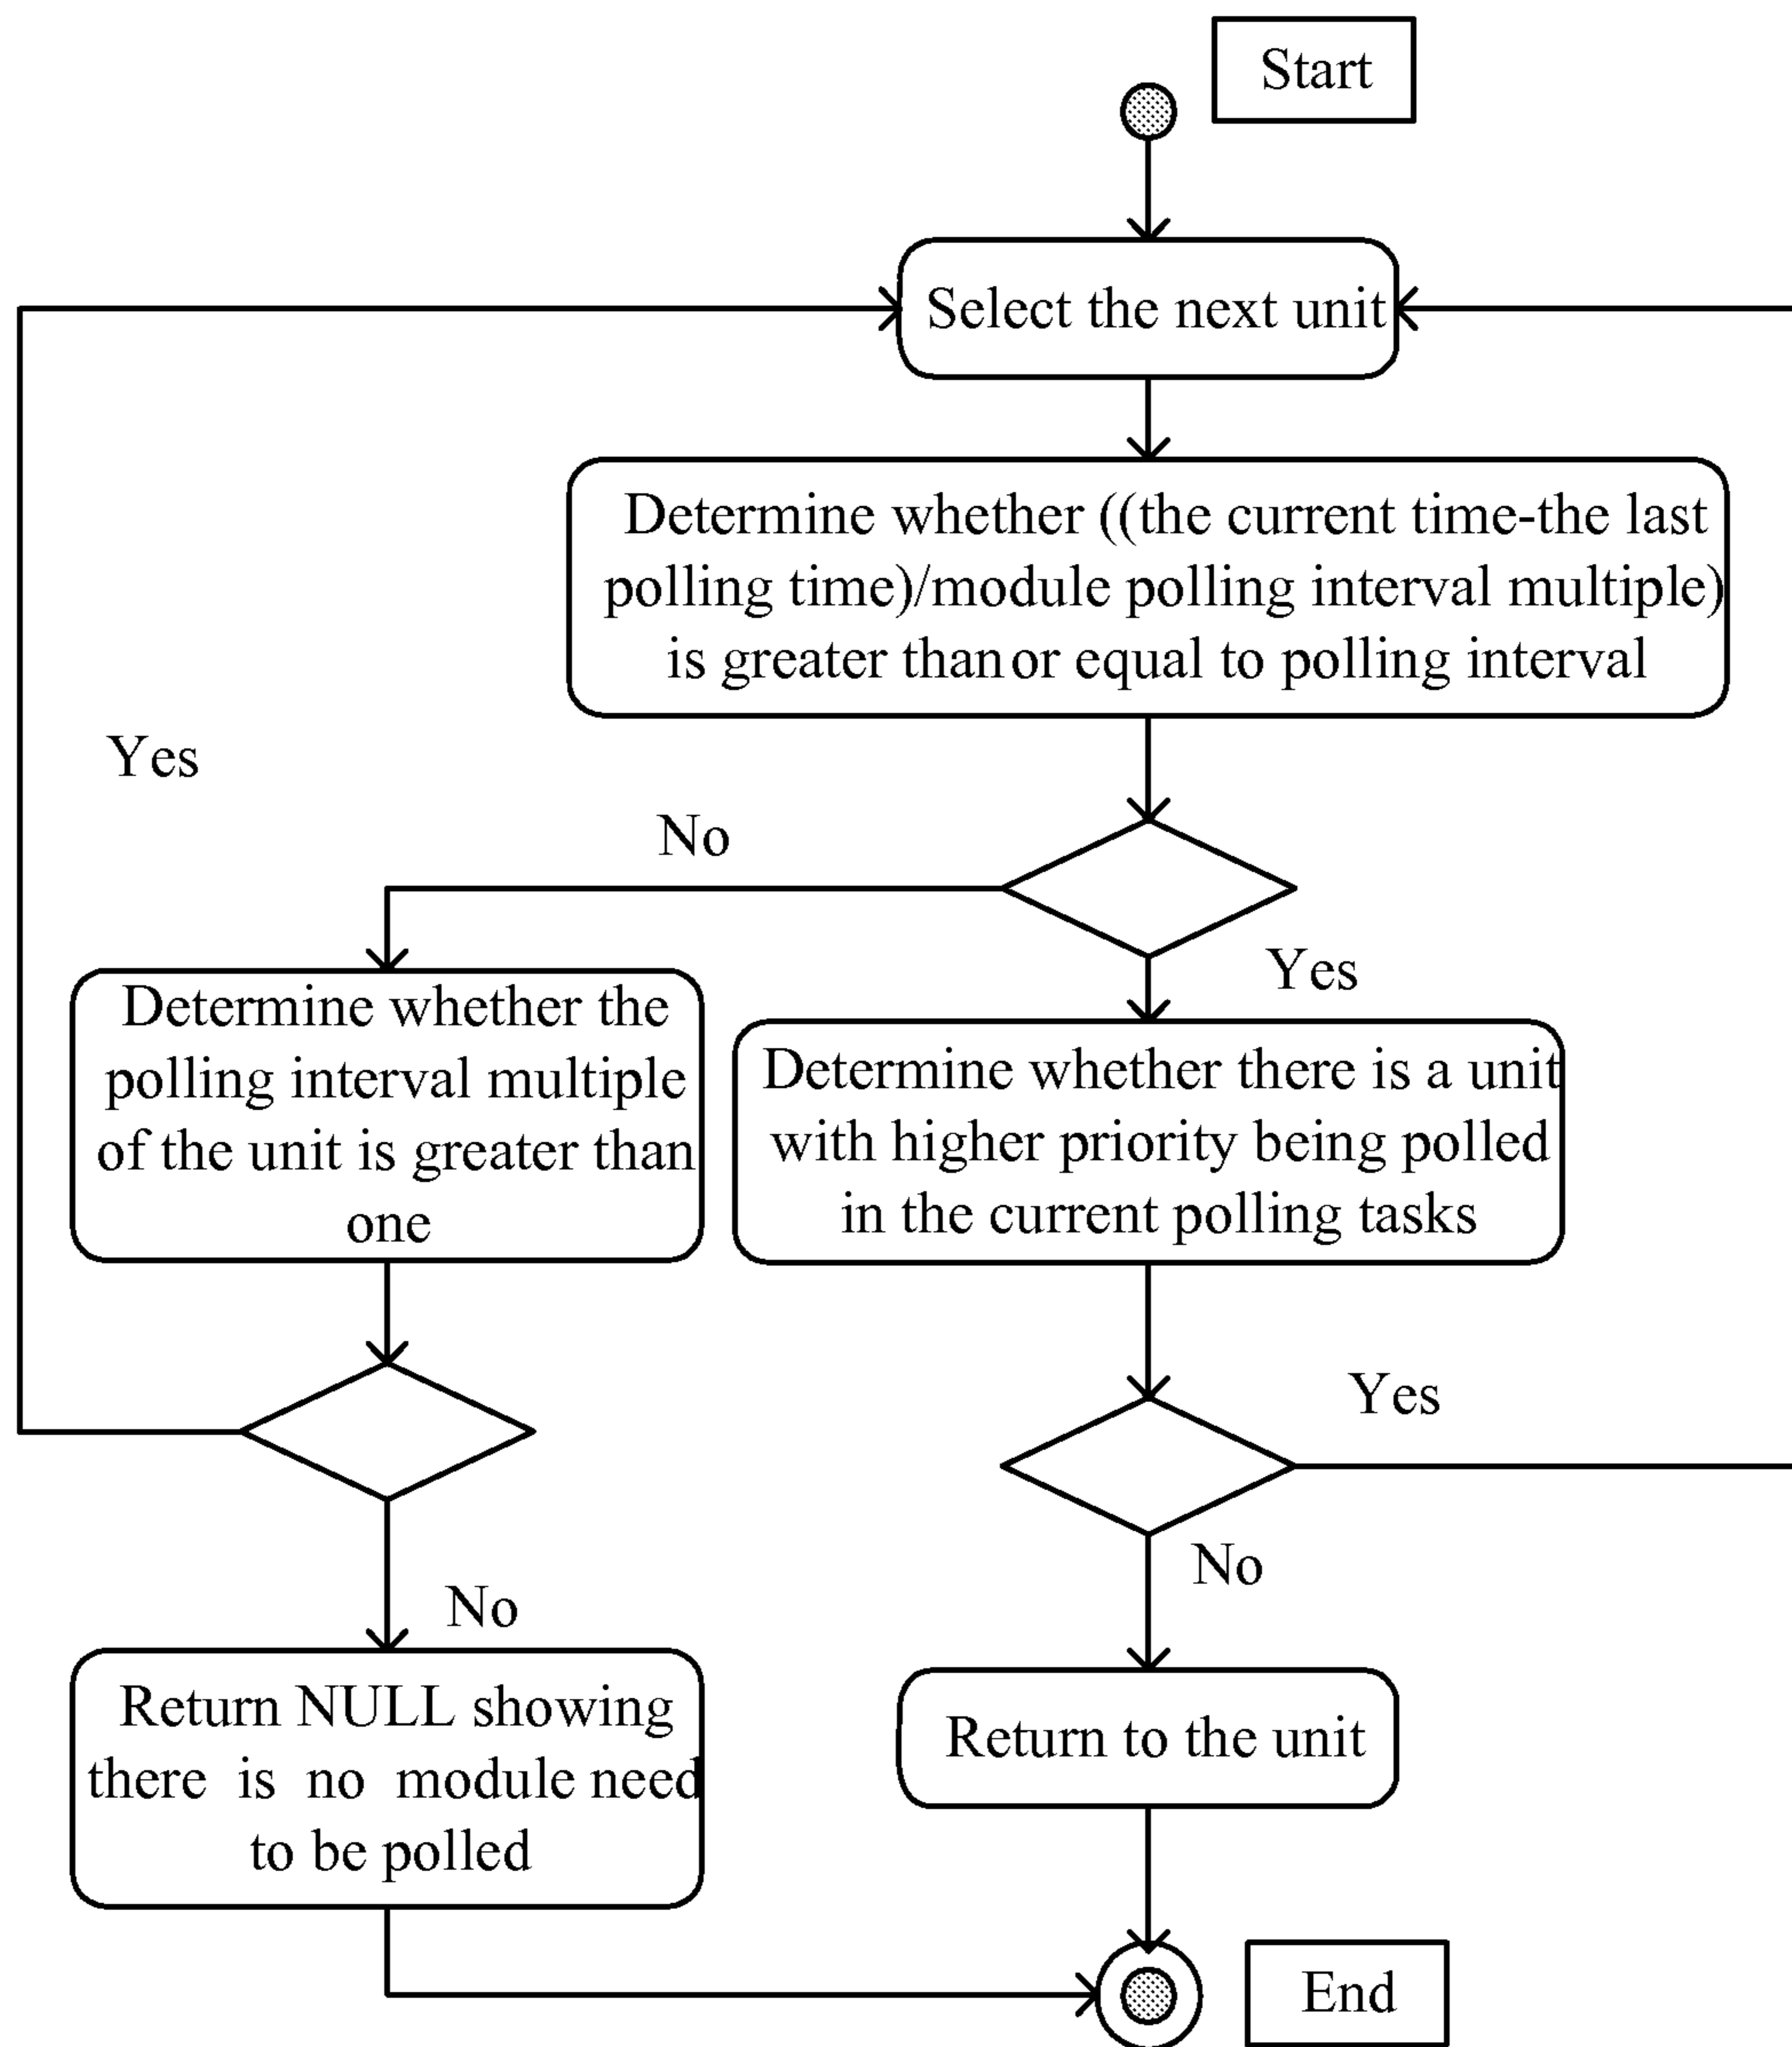 Start
Select the next unit
Determine whether ((the current time-the last
polling time)/module polling interval multiple)
is greater than or equal to polling interval
Yes
No
Yes
Determine whether the
polling interval multiple
of the unit is greater than
one
Determine whether there is a unit
with higher priority being polled
in the current polling tasks
Yes
No
No
Return NULL showing
there is no module need
to be polled
Return to the unit
End